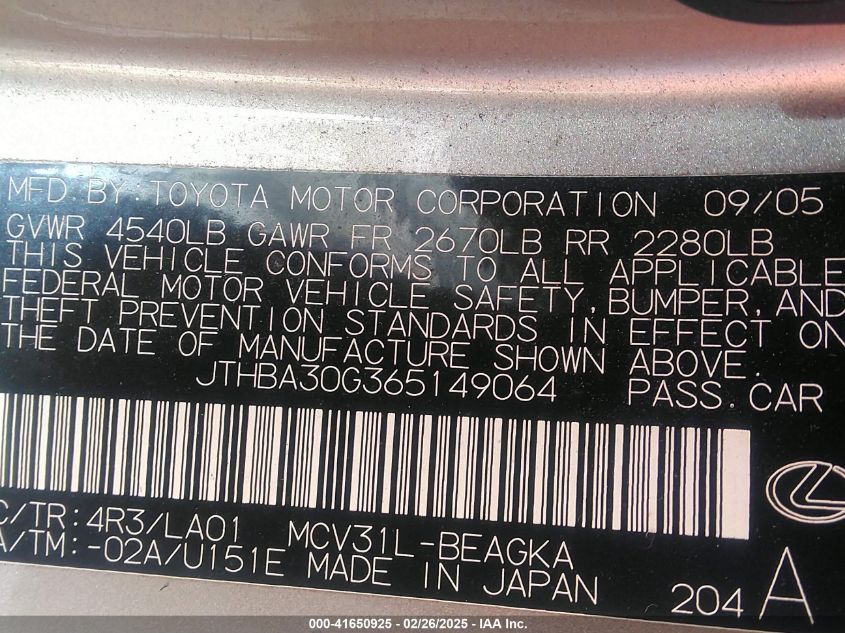 MFD.BY.TOYOTA MOTOR CORPORATION 09/05
GVWR 4540LB GAWR FR 2670LB RR 2280LB
THIS VEHICLE CONFORMS TO ALL APPLICABLE
FEDERAL MOTOR VEHICLE SAFETY, BUMPER, AND
THEFT PREVENTION STANDARDS IN EFFECT ON
THE DATE OF MANUFACTURE SHOWN ABOVE.
JTHBA30G365149064 PASS.CAR
C/TR:4R3/LA01 MCV31L-BEAGKA
A/TM:-02A/U151E MADE IN JAPAN 204 A
000-41650925 - 02/26/2025 - IAA Inc.